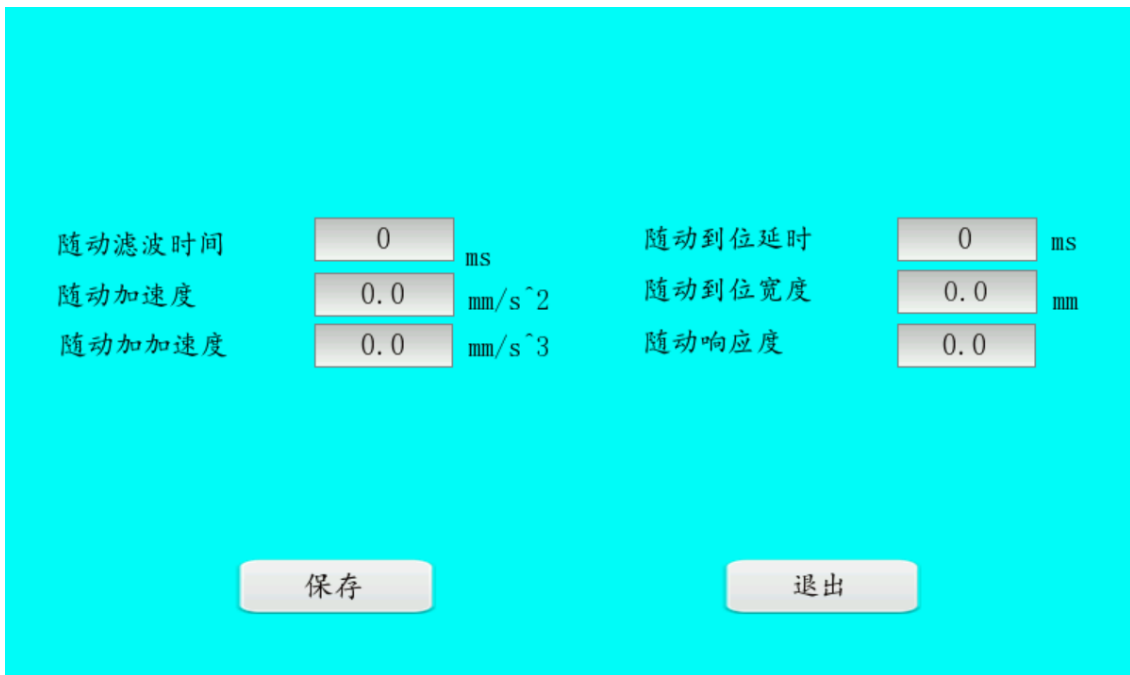 随动滤波时间 0 ms 随动到位延时 0 ms
随动加速度 0.0 mm/s^2 随动到位宽度 0.0 mm
随动加加速度 0.0 mm/s^3 随动响应度 0.0
保存 退出